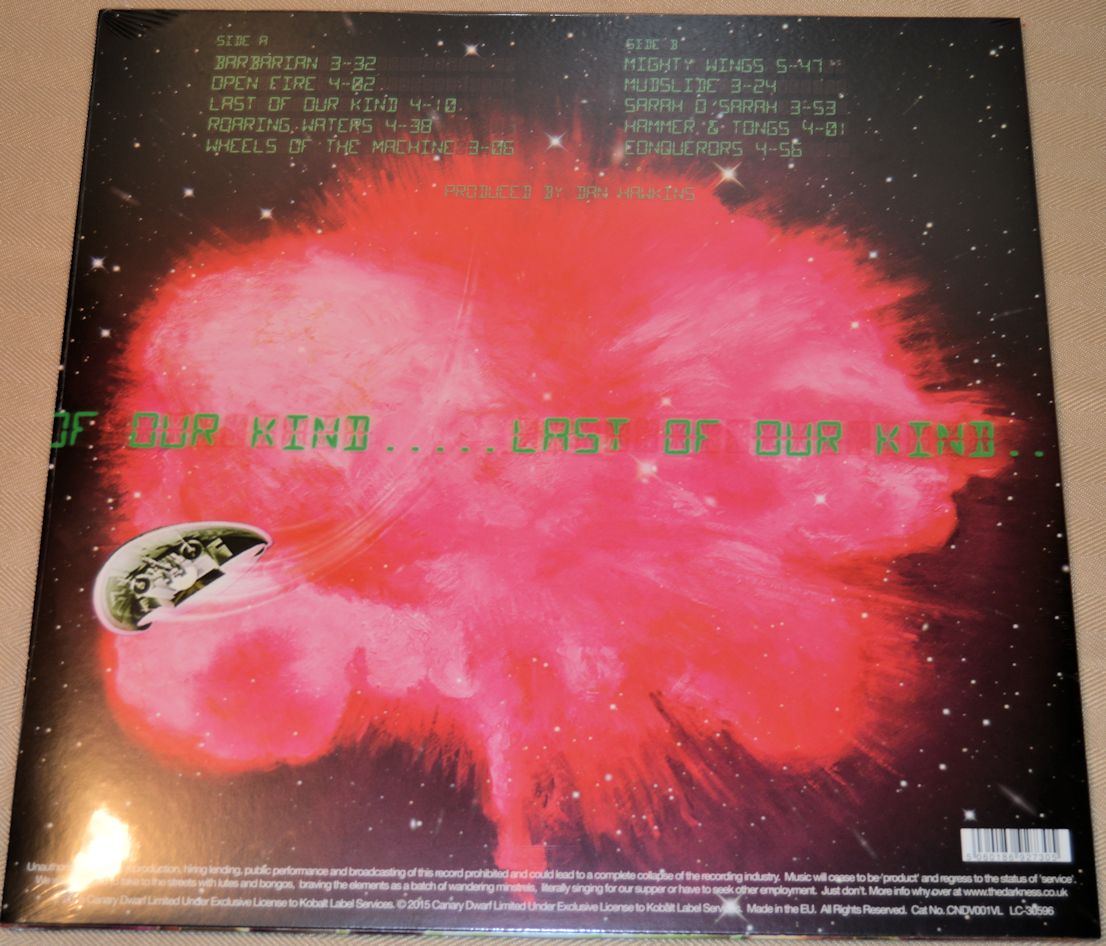 SIDE A
BARBARIAN 3-32
OPEN FIRE 4-02
LAST OF OUR KIND 4-10
ROARING WATERS 4-38
WHEELS OF THE MACHINE 3-06
SIDE B
MIGHTY WINGS 5-47
MUDSLIDE 3-24
SARAH O'SARAH 3-53
HAMMER & TONGS 4-01
CONQUERORS 4-56
PRODUCED BY DAN HAWKINS
OF OUR KIND.....LAST OF OUR KIND..
production, hiring lending, public performance and broadcasting of this record prohibited and could lead to a complete collapse of the recording industry. Music will cease to be 'product' and regress to the status of 'service'.
We take to the streets with lutes and bongos, braving the elements as a batch of wandering minstrels, literally singing for our supper or have to seek other employment. Just don't. More info why over at www.thedarkness.co.uk
Canary Dwarf Limited Under Exclusive License to Kobalt Label Services. © 2015 Canary Dwarf Limited Under Exclusive License to Kobalt Label Services. Made in the EU. All Rights Reserved. Cat No. CNDV001VL LC-30596